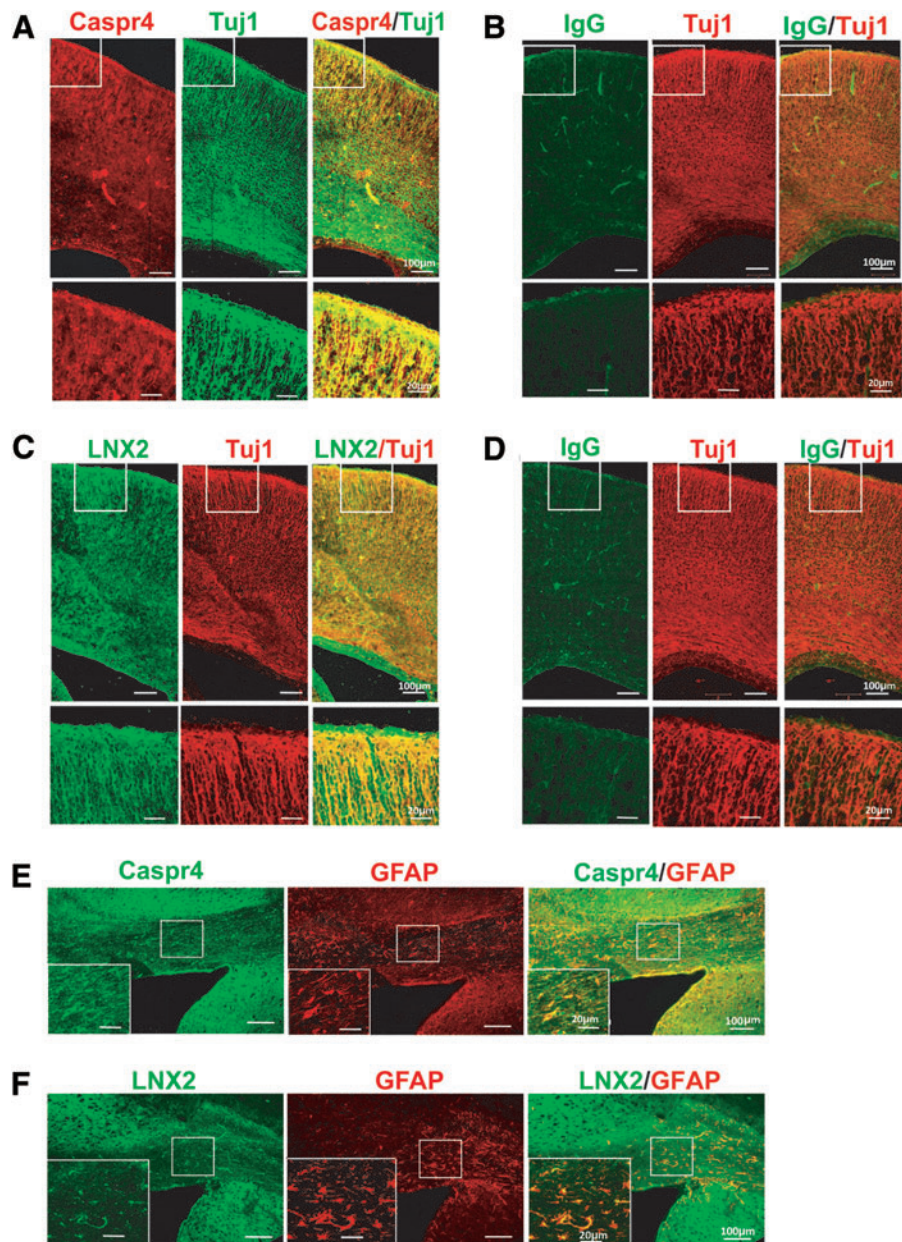 A
Caspr4 Tuj1 Caspr4/Tuj1
100µm
20µm
B
IgG Tuj1 IgG/Tuj1
100µm
20µm
C
LNX2 Tuj1 LNX2/Tuj1
100µm
20µm
D
IgG Tuj1 IgG/Tuj1
100µm
20µm
E
Caspr4 GFAP Caspr4/GFAP
20µm
100µm
F
LNX2 GFAP LNX2/GFAP
20µm
100µm